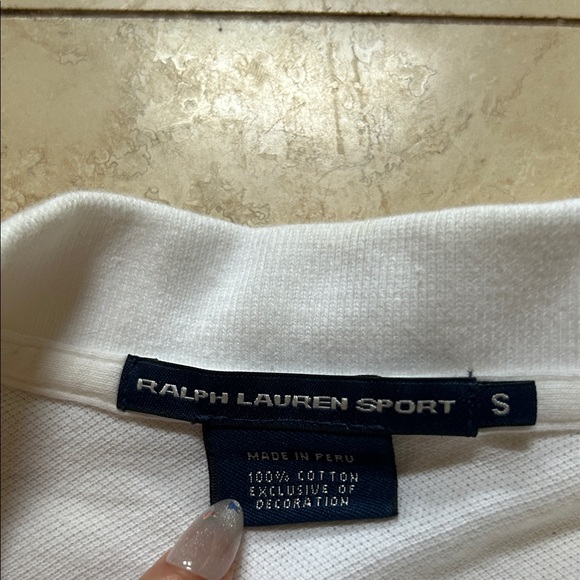 RALPH LAUREN SPORT S
MADE IN PERU
100% COTTON
EXCLUSIVE OF
DECORATION